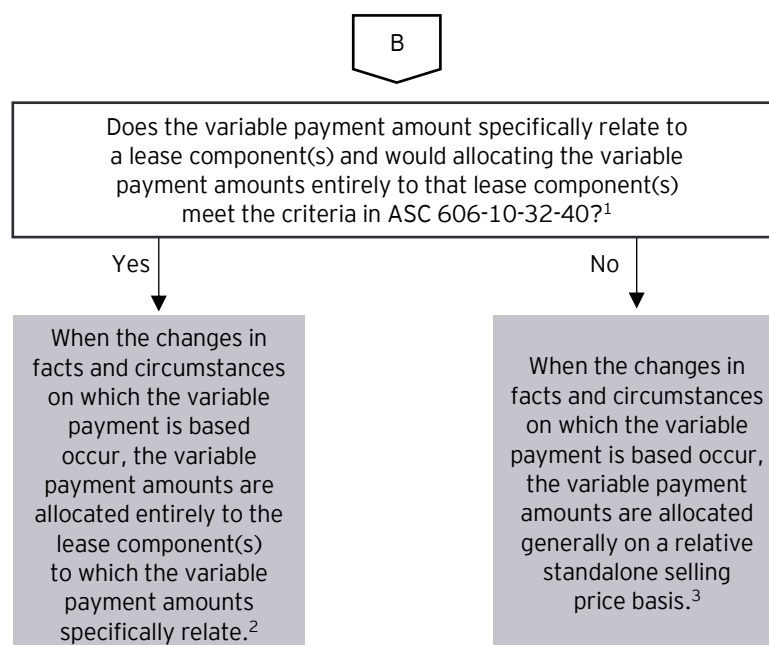 B
Does the variable payment amount specifically relate to
a lease component(s) and would allocating the variable
payment amounts entirely to that lease component(s)
meet the criteria in ASC 606-10-32-40?1
Yes
No
When the changes in
facts and circumstances
on which the variable
payment is based
occur, the variable
payment amounts are
allocated entirely to the
lease component(s)
to which the variable
payment amounts
specifically relate.2
When the changes in
facts and circumstances
on which the variable
payment is based occur,
the variable payment
amounts are allocated
generally on a relative
standalone selling
price basis.3